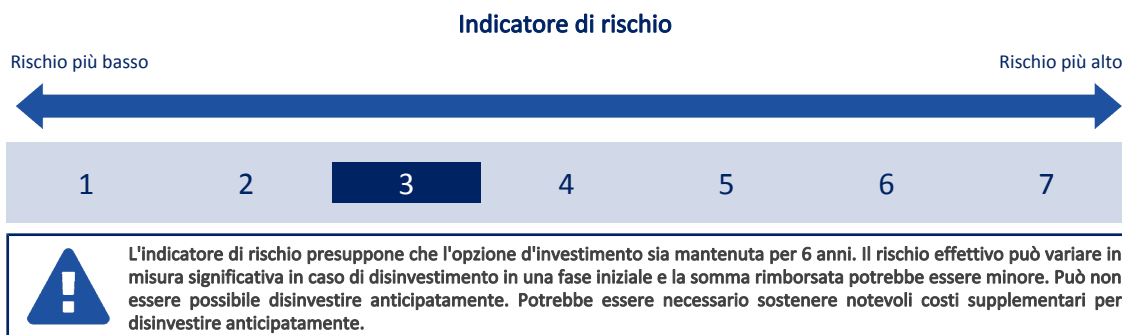 Indicatore di rischio
Rischio più basso
Rischio più alto
1 2 3 4 5 6 7
L'indicatore di rischio presuppone che l'opzione d'investimento sia mantenuta per 6 anni. Il rischio effettivo può variare in
misura significativa in caso di disinvestimento in una fase iniziale e la somma rimborsata potrebbe essere minore. Può non
essere possibile disinvestire anticipatamente. Potrebbe essere necessario sostenere notevoli costi supplementari per
disinvestire anticipatamente.